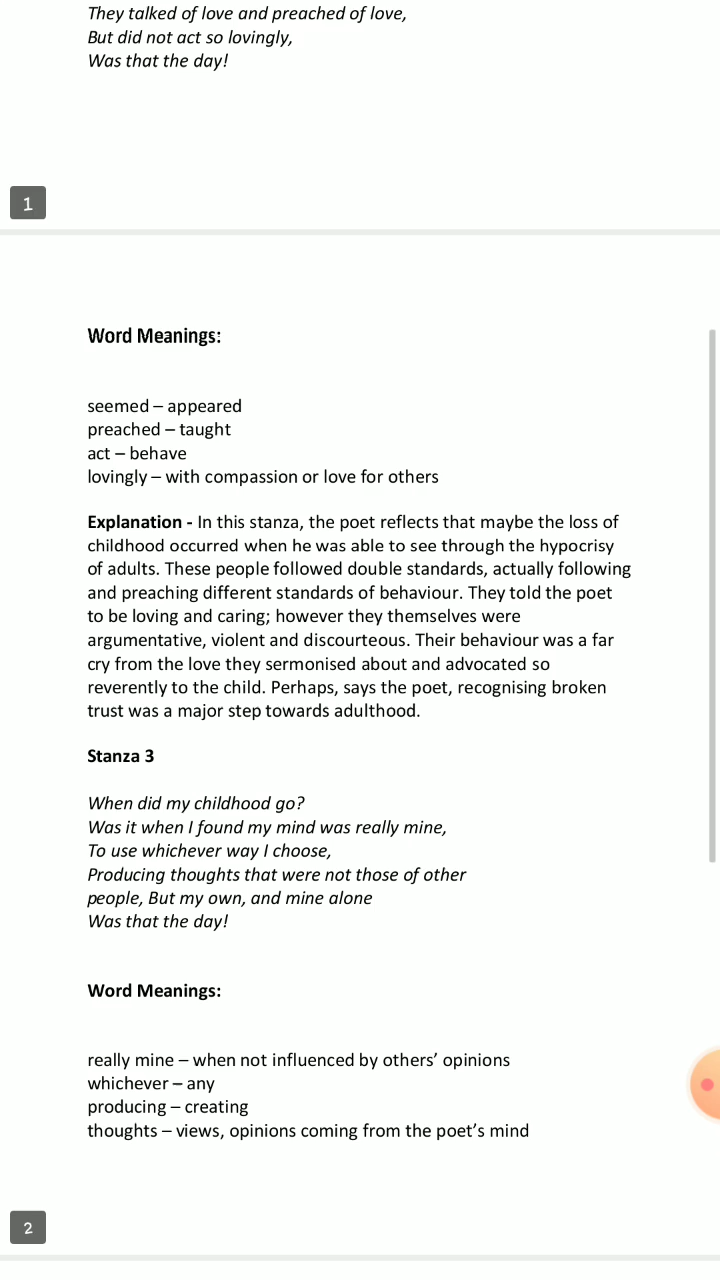 They talked of love and preached of love,
But did not act so lovingly,
Was that the day!
1
Word Meanings:
seemed – appeared
preached – taught
act – behave
lovingly – with compassion or love for others
Explanation - In this stanza, the poet reflects that maybe the loss of
childhood occurred when he was able to see through the hypocrisy
of adults. These people followed double standards, actually following
and preaching different standards of behaviour. They told the poet
to be loving and caring; however they themselves were
argumentative, violent and discourteous. Their behaviour was a far
cry from the love they sermonised about and advocated so
reverently to the child. Perhaps, says the poet, recognising broken
trust was a major step towards adulthood.
Stanza 3
When did my childhood go?
Was it when I found my mind was really mine,
To use whichever way I choose,
Producing thoughts that were not those of other
people, But my own, and mine alone
Was that the day!
Word Meanings:
really mine – when not influenced by others’ opinions
whichever – any
producing – creating
thoughts – views, opinions coming from the poet’s mind
2